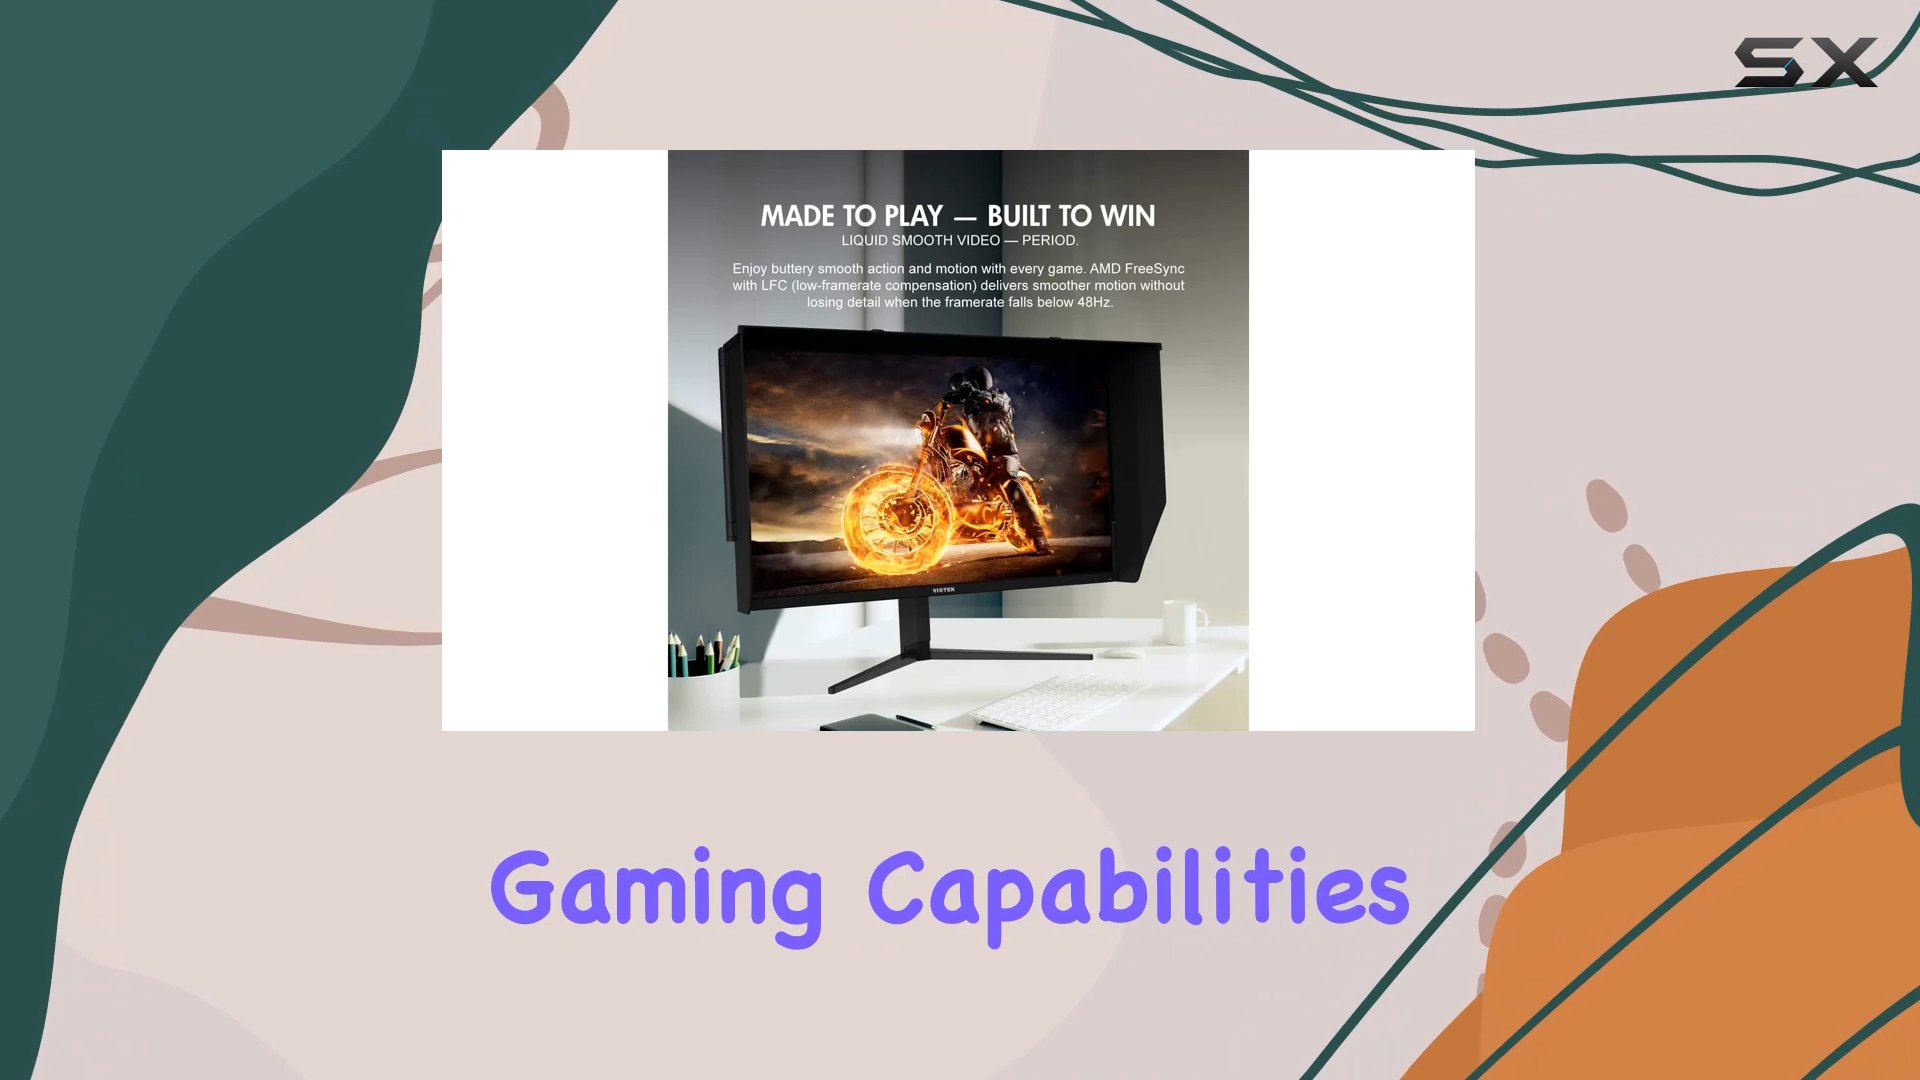 SX
MADE TO PLAY — BUILT TO WIN
LIQUID SMOOTH VIDEO — PERIOD.
Enjoy buttery smooth action and motion with every game. AMD FreeSync
with LFC (low-framerate compensation) delivers smoother motion without
losing detail when the framerate falls below 48Hz.
VIOTEK
Gaming Capabilities